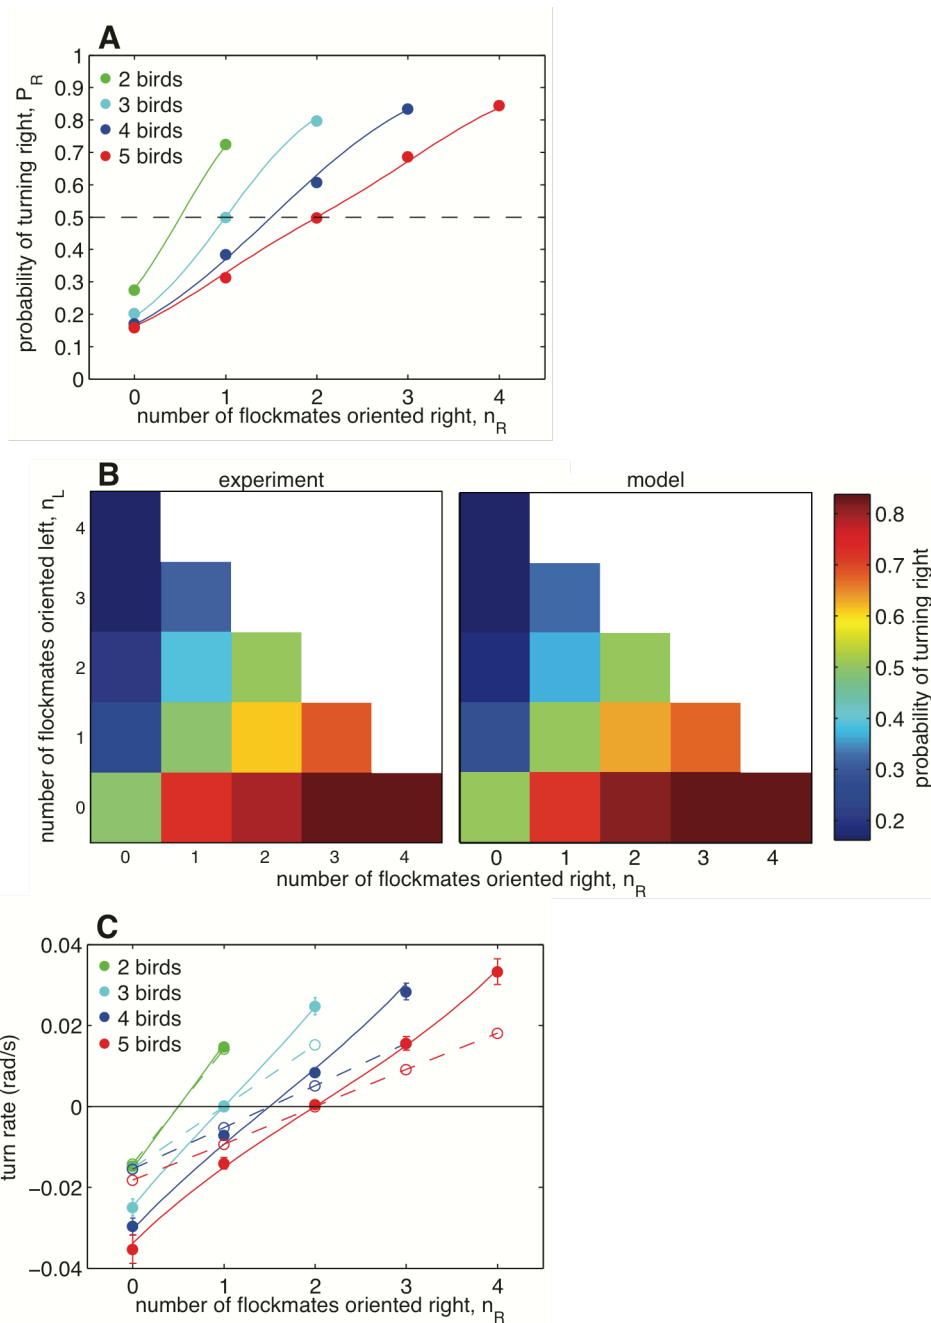 A
1
0.9
0.8
0.7
0.6
0.5
0.4
0.3
0.2
0.1
0
probability of turning right, P_R
2 birds
3 birds
4 birds
5 birds
0 1 2 3 4
number of flockmates oriented right, n_R
B
experiment model
number of flockmates oriented left, n_L
4
3
2
1
0
0 1 2 3 4
0 1 2 3 4
number of flockmates oriented right, n_R
0.8
0.7
0.6
0.5
0.4
0.3
0.2
probability of turning right
C
0.04
0.02
0
−0.02
−0.04
turn rate (rad/s)
2 birds
3 birds
4 birds
5 birds
0 1 2 3 4
number of flockmates oriented right, n_R